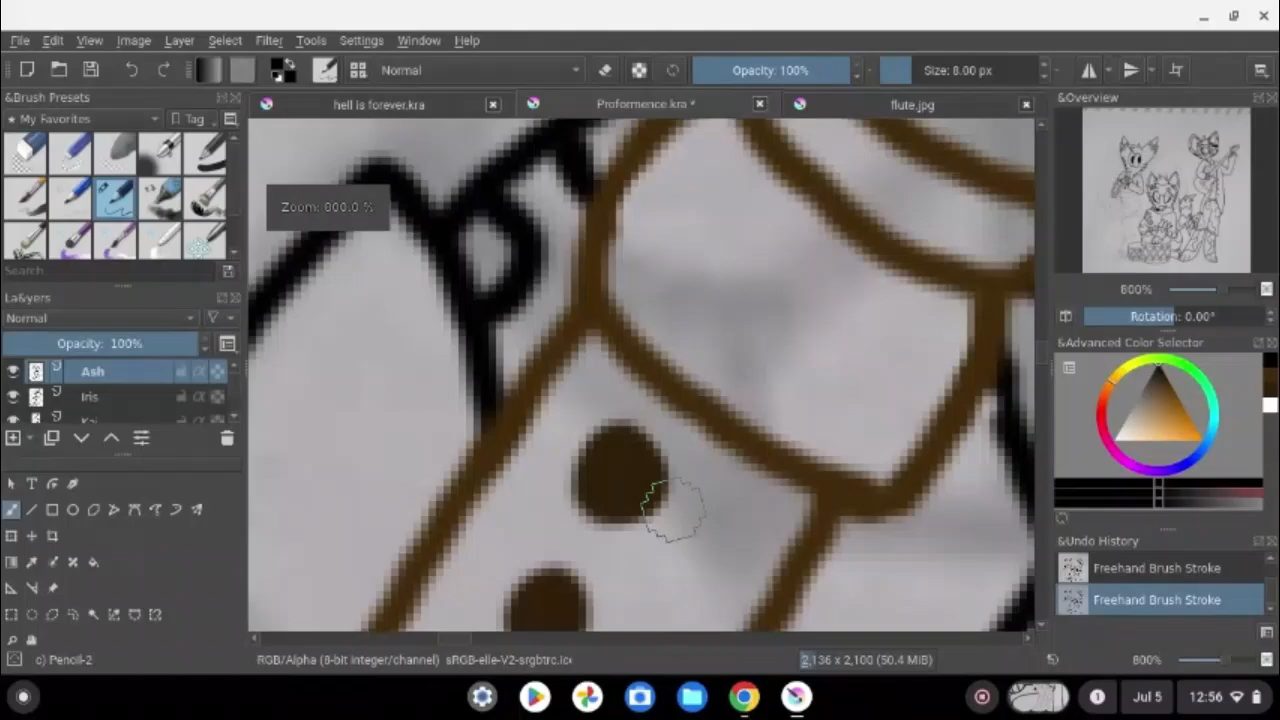 File Edit View Image Layer Select Filter Tools Settings Window Help
Normal Opacity: 100% Size: 8.00 px
&Brush Presets
My Favorites Tag
Search
La&yers
Normal
Opacity: 100%
Ash
Iris
c) Pencil-2
hell is forever.kra Proformence.kra * flute.jpg
Zoom: 800.0 %
RGB/Alpha (8-bit integer/channel) sRGB-elle-V2-srgbtrc.icc 2,136 x 2,100 (50.4 MiB) 800%
&Overview
800%
Rotation: 0.00°
&Advanced Color Selector
&Undo History
Freehand Brush Stroke
Freehand Brush Stroke
1 Jul 5 12:56